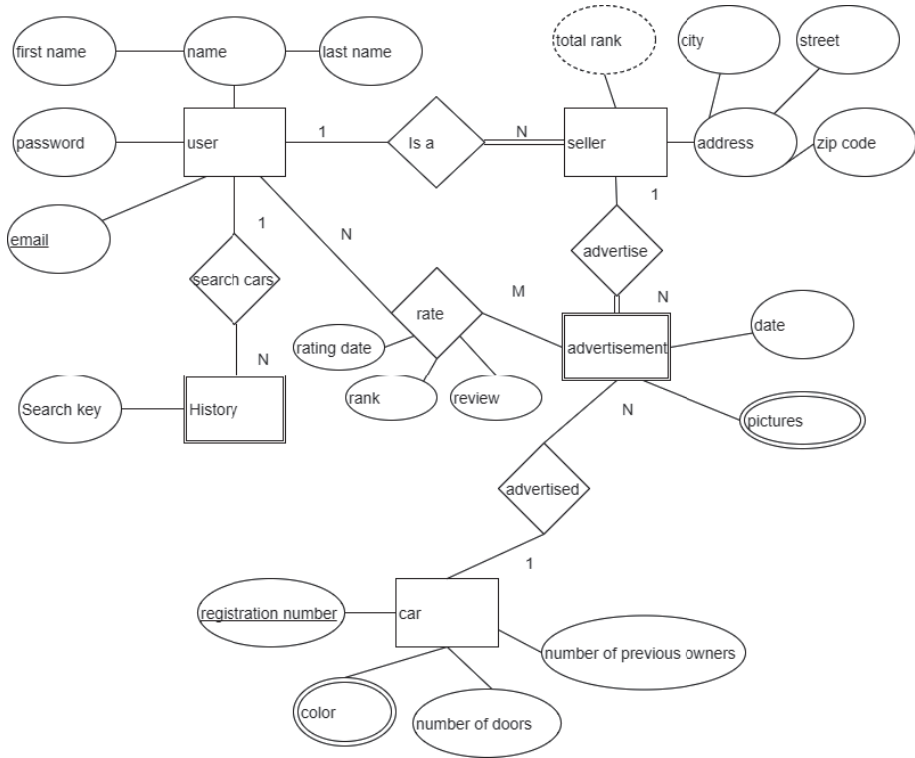 first name
name
last name
total rank
city
street
password
user
1
Is a
N
seller
address
zip code
email
1
search cars
N
1
advertise
N
rate
M
N
advertisement
date
rating date
rank
review
N
pictures
Search key
History
N
advertised
1
registration number
car
number of previous owners
color
number of doors